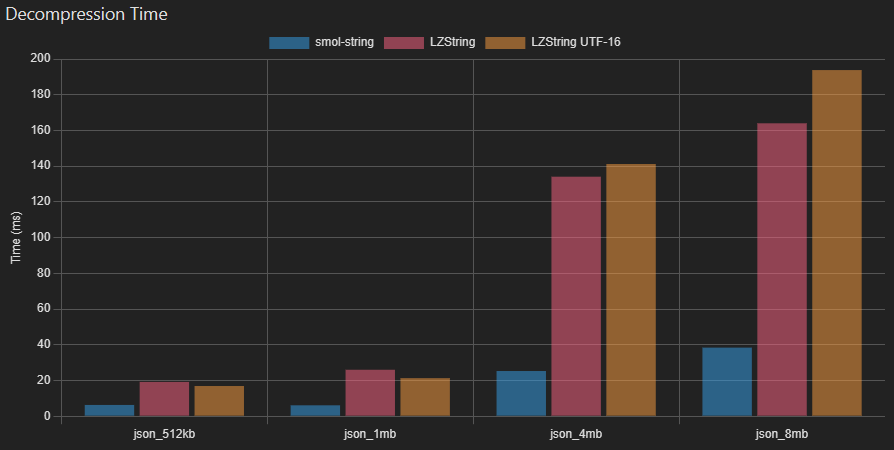 Decompression Time
smol-string LZString LZString UTF-16
200
180
160
140
120
100
80
60
40
20
0
Time (ms)
json_512kb json_1mb json_4mb json_8mb